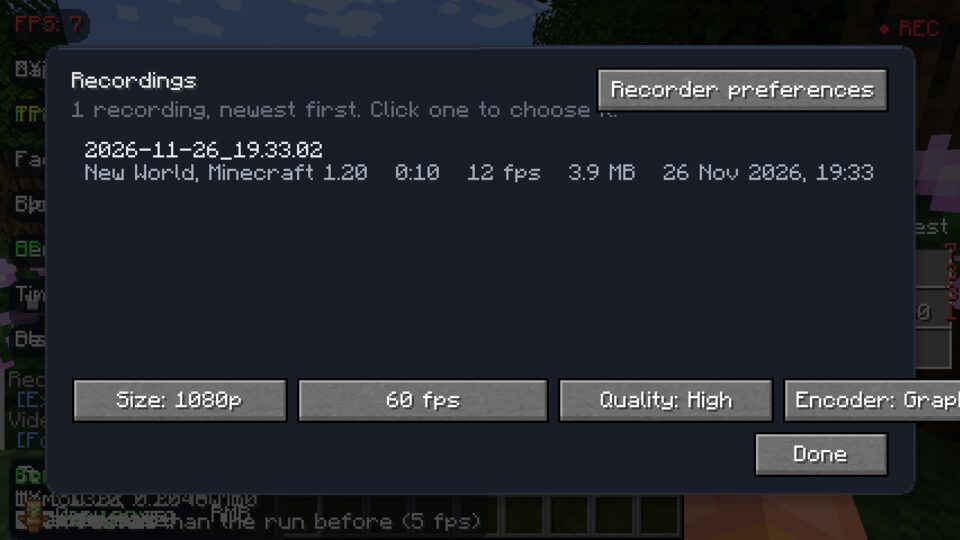 FPS: 7
● REC
Recordings
Recorder preferences
1 recording, newest first. Click one to choose it.
2026-11-26_19.33.02
New World, Minecraft 1.20 0:10 12 fps 3.9 MB 26 Nov 2026, 19:33
Size: 1080p
60 fps
Quality: High
Encoder: Grap
Done
than the run before (5 fps)